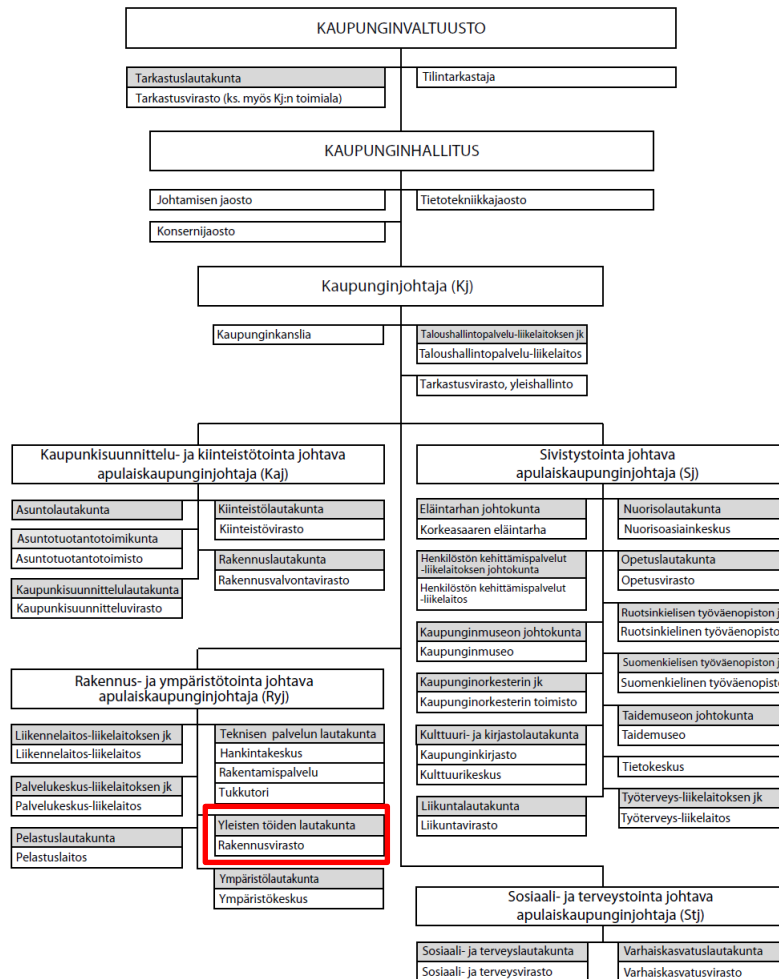 KAUPUNGINVALTUUSTO
Tarkastuslautakunta
Tarkastusvirasto (ks. myös Kj:n toimiala)
Tilintarkastaja
KAUPUNGINHALLITUS
Johtamisen jaosto
Tietotekniikkajaosto
Konsernijaosto
Kaupunginjohtaja (Kj)
Kaupunginkanslia
Taloushallintopalvelu-liikelaitoksen jk
Taloushallintopalvelu-liikelaitos
Tarkastusvirasto, yleishallinto
Kaupunkisuunnittelu- ja kiinteistötointa johtava
apulaiskaupunginjohtaja (Kaj)
Asuntolautakunta
Asuntotuotantotoimikunta
Asuntotuotantotoimisto
Kaupunkisuunnittelulautakunta
Kaupunkisuunnitteluvirasto
Kiinteistölautakunta
Kiinteistövirasto
Rakennuslautakunta
Rakennusvalvontavirasto
Sivistystointa johtava
apulaiskaupunginjohtaja (Sj)
Eläintarhan johtokunta
Korkeasaaren eläintarha
Henkilöstön kehittämispalvelut
-liikelaitoksen johtokunta
Henkilöstön kehittämispalvelut
-liikelaitos
Kaupunginmuseon johtokunta
Kaupunginmuseo
Kaupunginorkesterin jk
Kaupunginorkesterin toimisto
Kulttuuri- ja kirjastolautakunta
Kaupunginkirjasto
Kulttuurikeskus
Liikuntalautakunta
Liikuntavirasto
Nuorisolautakunta
Nuorisoasiainkeskus
Opetuslautakunta
Opetusvirasto
Ruotsinkielisen työväenopiston j
Ruotsinkielinen työväenopisto
Suomenkielisen työväenopiston j
Suomenkielinen työväenopisto
Taidemuseon johtokunta
Taidemuseo
Tietokeskus
Työterveys-liikelaitoksen jk
Työterveys-liikelaitos
Rakennus- ja ympäristötointa johtava
apulaiskaupunginjohtaja (Ryj)
Liikennelaitos-liikelaitoksen jk
Liikennelaitos-liikelaitos
Palvelukeskus-liikelaitoksen jk
Palvelukeskus-liikelaitos
Pelastuslautakunta
Pelastuslaitos
Teknisen palvelun lautakunta
Hankintakeskus
Rakentamispalvelu
Tukkutori
Yleisten töiden lautakunta
Rakennusvirasto
Ympäristölautakunta
Ympäristökeskus
Sosiaali- ja terveystointa johtava
apulaiskaupunginjohtaja (Stj)
Sosiaali- ja terveyslautakunta
Sosiaali- ja terveysvirasto
Varhaiskasvatuslautakunta
Varhaiskasvatusvirasto